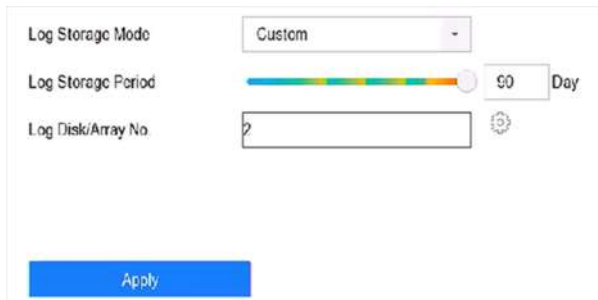 Log Storage Mode Custom
Log Storage Period 90 Day
Log Disk/Array No. 2
Apply